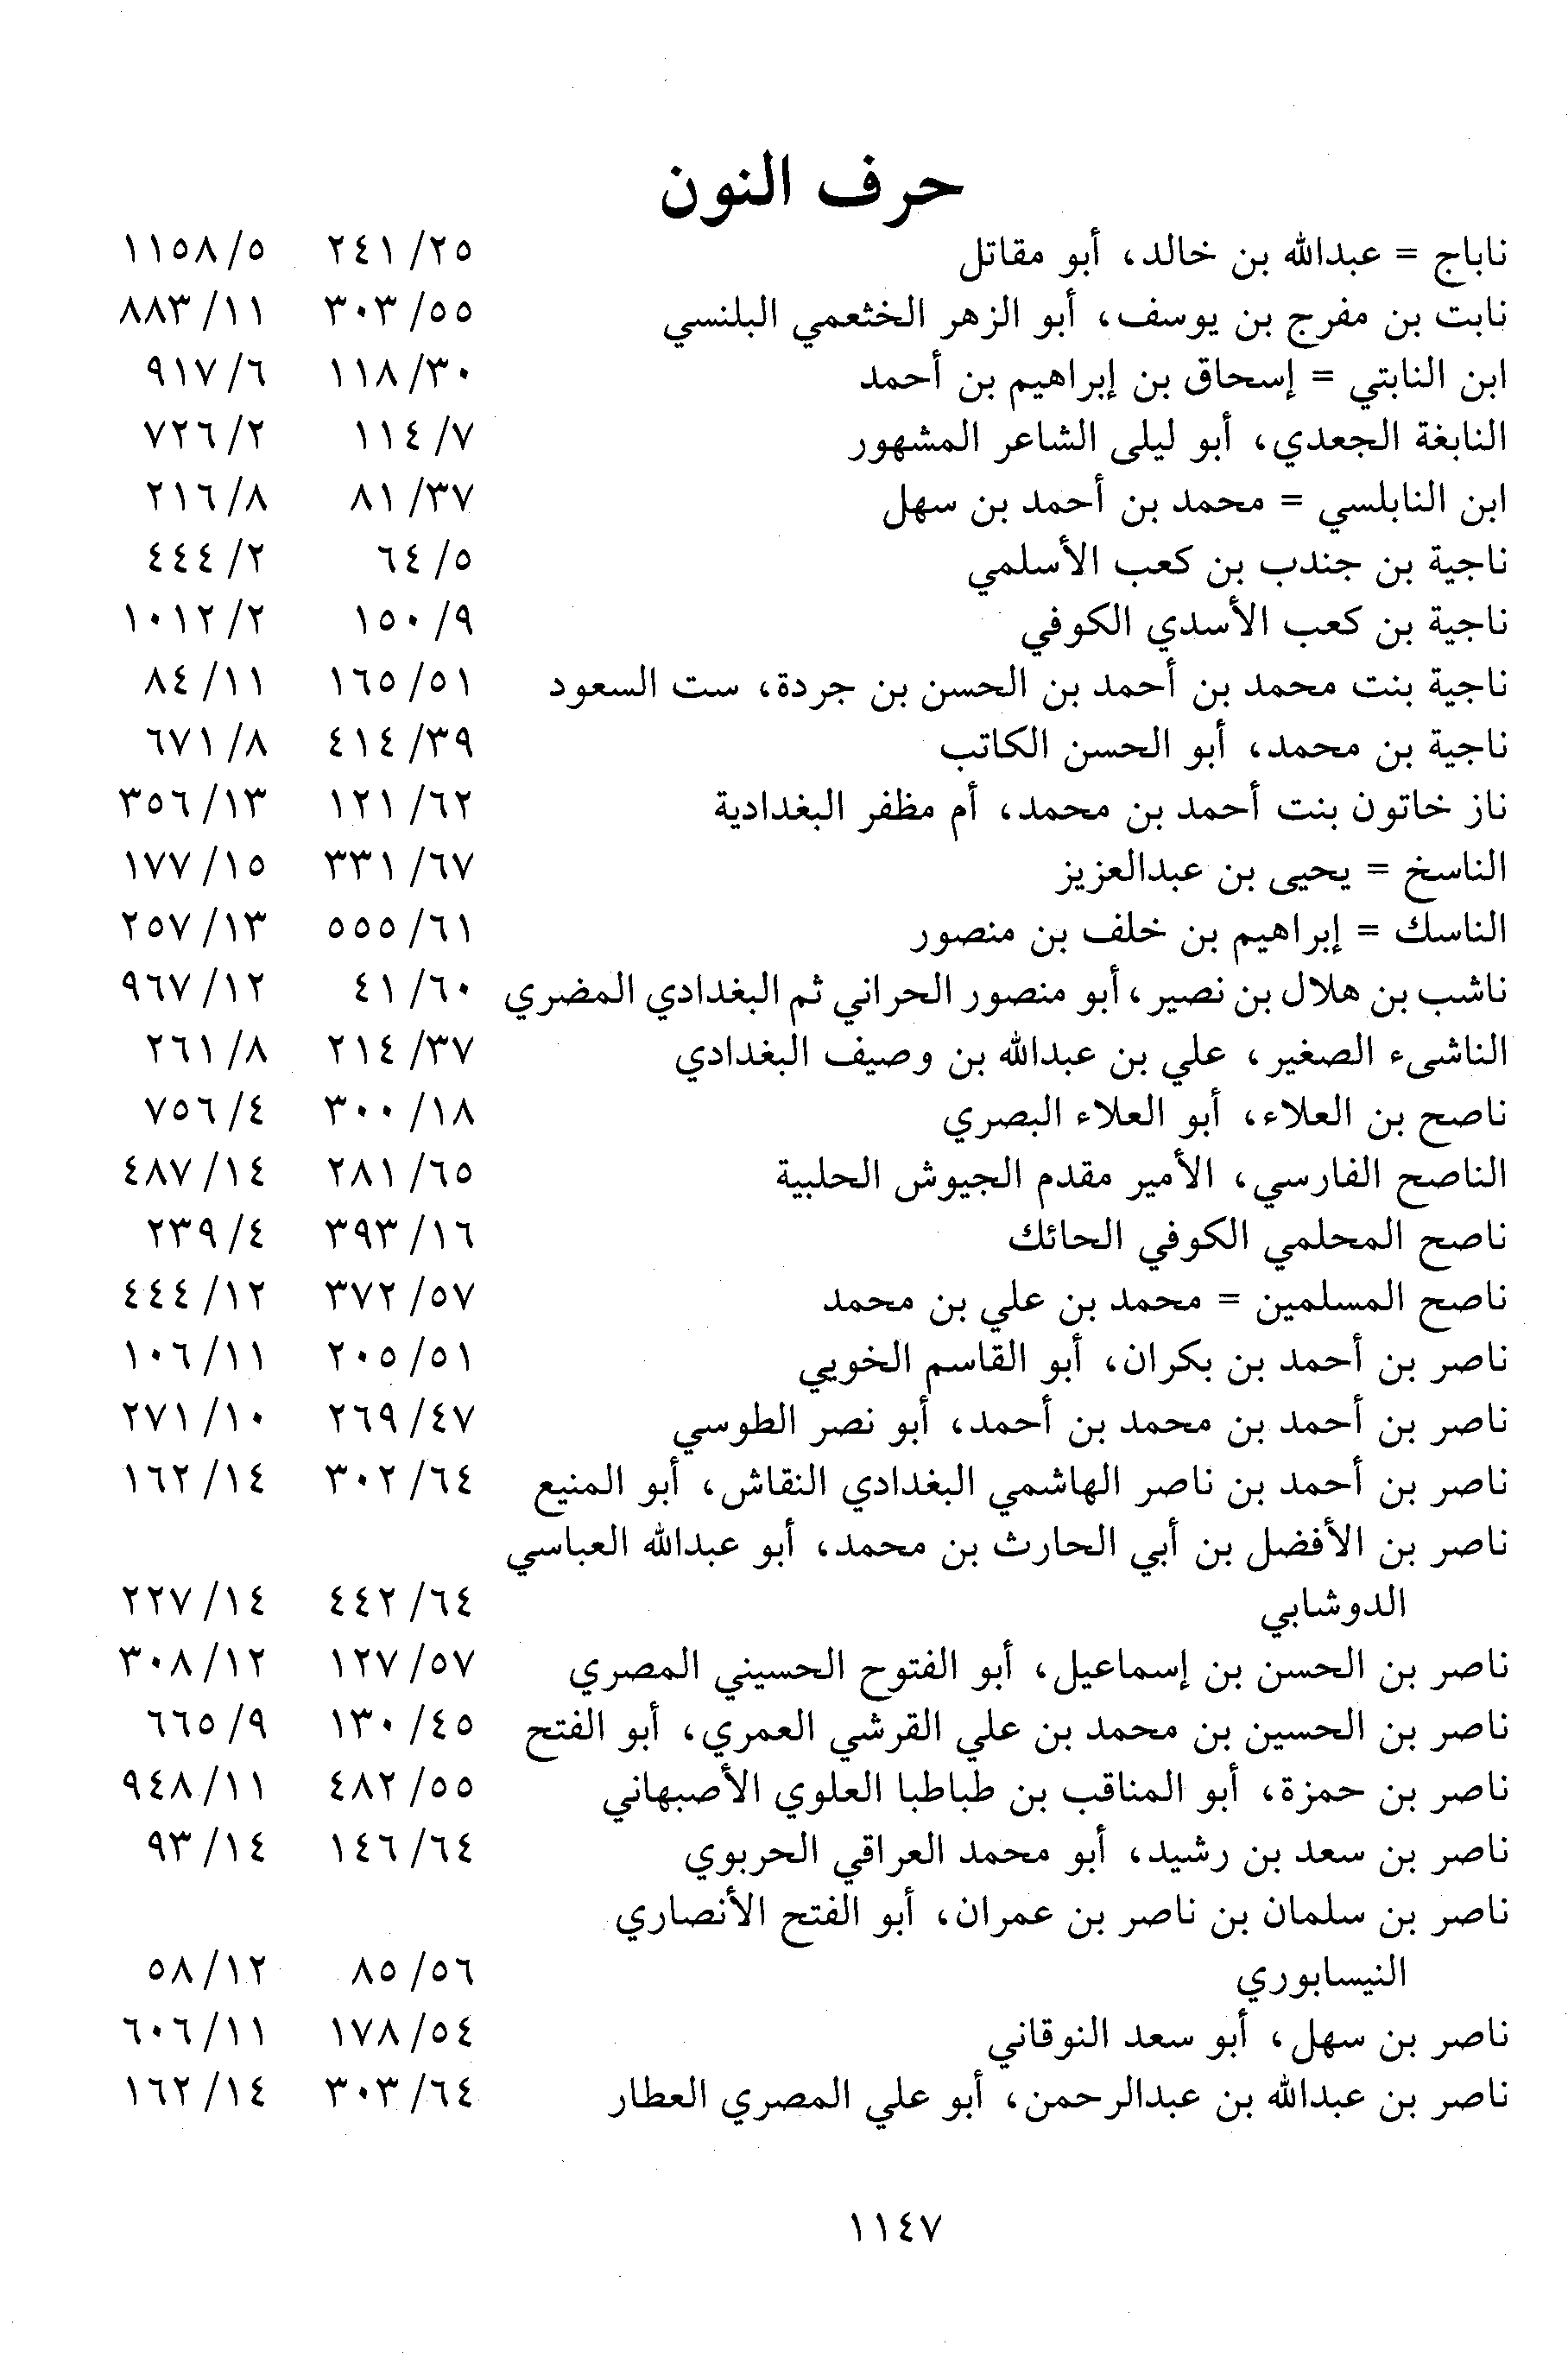 حرف النون
ناباج = عبدالله بن خالد، أبو مقاتل ٢٤١/٢٥ ١١٥٨/٥
نابت بن مفرج بن يوسف، أبو الزهر الخثعمي البلنسي ٣٠٣/٥٥ ٨٨٣/١١
ابن النابتي = إسحاق بن إبراهيم بن أحمد ١١٨/٣٠ ٩١٧/٦
النابغة الجعدي، أبو ليلى الشاعر المشهور ١١٤/٧ ٧٢٦/٢
ابن النابلسي = محمد بن أحمد بن سهل ٨١/٣٧ ٢١٦/٨
ناجية بن جندب بن كعب الأسلمي ٦٤/٥ ٤٤٤/٢
ناجية بن كعب الأسدي الكوفي ١٥٠/٩ ١٠١٢/٢
ناجية بنت محمد بن أحمد بن الحسن بن جردة، ست السعود ١٦٥/٥١ ٨٤/١١
ناجية بن محمد، أبو الحسن الكاتب ٤١٤/٣٩ ٦٧١/٨
ناز خاتون بنت أحمد بن محمد، أم مظفر البغدادية ١٢١/٦٢ ٣٥٦/١٣
الناسخ = يحيى بن عبدالعزيز ٣٣١/٦٧ ١٧٧/١٥
الناسك = إبراهيم بن خلف بن منصور ٥٥٥/٦١ ٢٥٧/١٣
ناشب بن هلال بن نصير، أبو منصور الحراني ثم البغدادي المضري ٤١/٦٠ ٩٦٧/١٢
الناشىء الصغير، علي بن عبدالله بن وصيف البغدادي ٢١٤/٣٧ ٢٦١/٨
ناصح بن العلاء، أبو العلاء البصري ٣٠٠/١٨ ٧٥٦/٤
الناصح الفارسي، الأمير مقدم الجيوش الحلبية ٢٨١/٦٥ ٤٨٧/١٤
ناصح المحلمي الكوفي الحائك ٣٩٣/١٦ ٢٣٩/٤
ناصح المسلمين = محمد بن علي بن محمد ٣٧٢/٥٧ ٤٤٤/١٢
ناصر بن أحمد بن بكران، أبو القاسم الخويي ٢٠٥/٥١ ١٠٦/١١
ناصر بن أحمد بن محمد بن أحمد، أبو نصر الطوسي ٢٦٩/٤٧ ٢٧١/١٠
ناصر بن أحمد بن ناصر الهاشمي البغدادي النقاش، أبو المنيع ٣٠٢/٦٤ ١٦٢/١٤
ناصر بن الأفضل بن أبي الحارث بن محمد، أبو عبدالله العباسي
الدوشابي ٤٤٢/٦٤ ٢٢٧/١٤
ناصر بن الحسن بن إسماعيل، أبو الفتوح الحسيني المصري ١٢٧/٥٧ ٣٠٨/١٢
ناصر بن الحسين بن محمد بن علي القرشي العمري، أبو الفتح ١٣٠/٤٥ ٦٦٥/٩
ناصر بن حمزة، أبو المناقب بن طباطبا العلوي الأصبهاني ٤٨٢/٥٥ ٩٤٨/١١
ناصر بن سعد بن رشيد، أبو محمد العراقي الحربوي ١٤٦/٦٤ ٩٣/١٤
ناصر بن سلمان بن ناصر بن عمران، أبو الفتح الأنصاري
النيسابوري ٨٥/٥٦ ٥٨/١٢
ناصر بن سهل، أبو سعد النوقاني ١٧٨/٥٤ ٦٠٦/١١
ناصر بن عبدالله بن عبدالرحمن، أبو علي المصري العطار ٣٠٣/٦٤ ١٦٢/١٤
١١٤٧